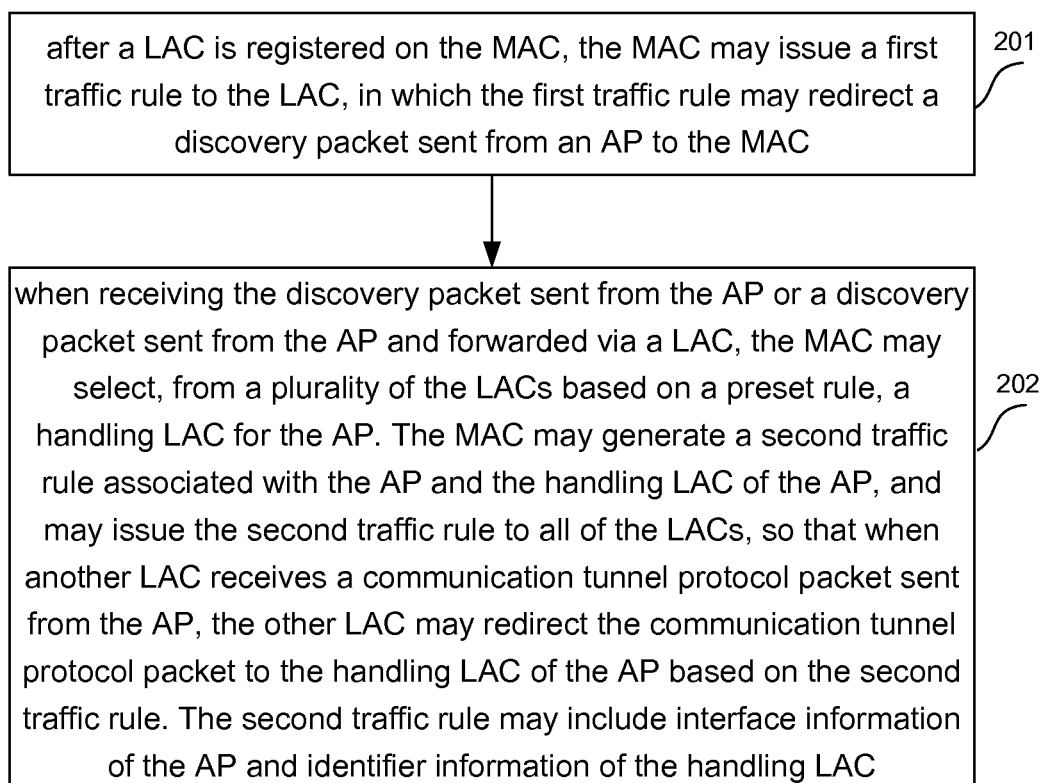 after a LAC is registered on the MAC, the MAC may issue a first
traffic rule to the LAC, in which the first traffic rule may redirect a
discovery packet sent from an AP to the MAC
201
when receiving the discovery packet sent from the AP or a discovery
packet sent from the AP and forwarded via a LAC, the MAC may
select, from a plurality of the LACs based on a preset rule, a
handling LAC for the AP. The MAC may generate a second traffic
rule associated with the AP and the handling LAC of the AP, and
may issue the second traffic rule to all of the LACs, so that when
another LAC receives a communication tunnel protocol packet sent
from the AP, the other LAC may redirect the communication tunnel
protocol packet to the handling LAC of the AP based on the second
traffic rule. The second traffic rule may include interface information
of the AP and identifier information of the handling LAC
202